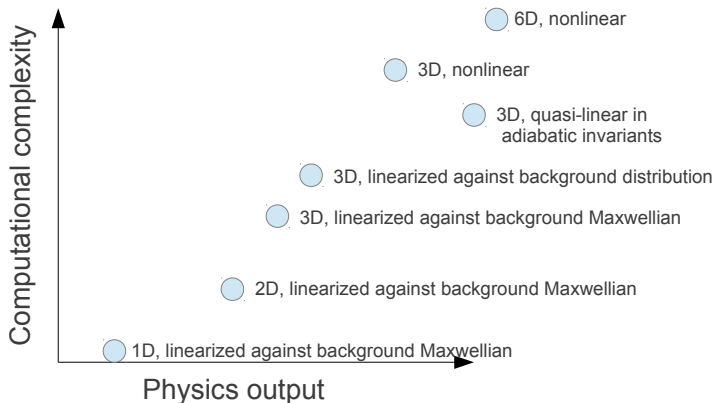 6D, nonlinear
3D, nonlinear
3D, quasi-linear in
adiabatic invariants
3D, linearized against background distribution
3D, linearized against background Maxwellian
2D, linearized against background Maxwellian
1D, linearized against background Maxwellian
Computational complexity
Physics output